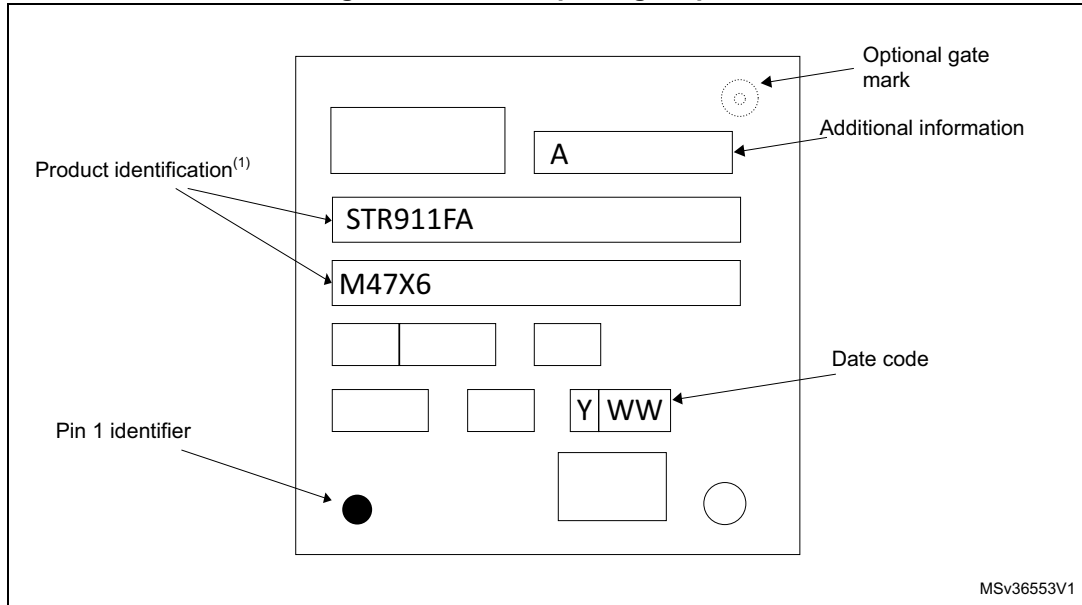 Optional gate
mark
Additional information
A
Product identification(1)
STR911FA
M47X6
Date code
Y WW
Pin 1 identifier
MSv36553V1